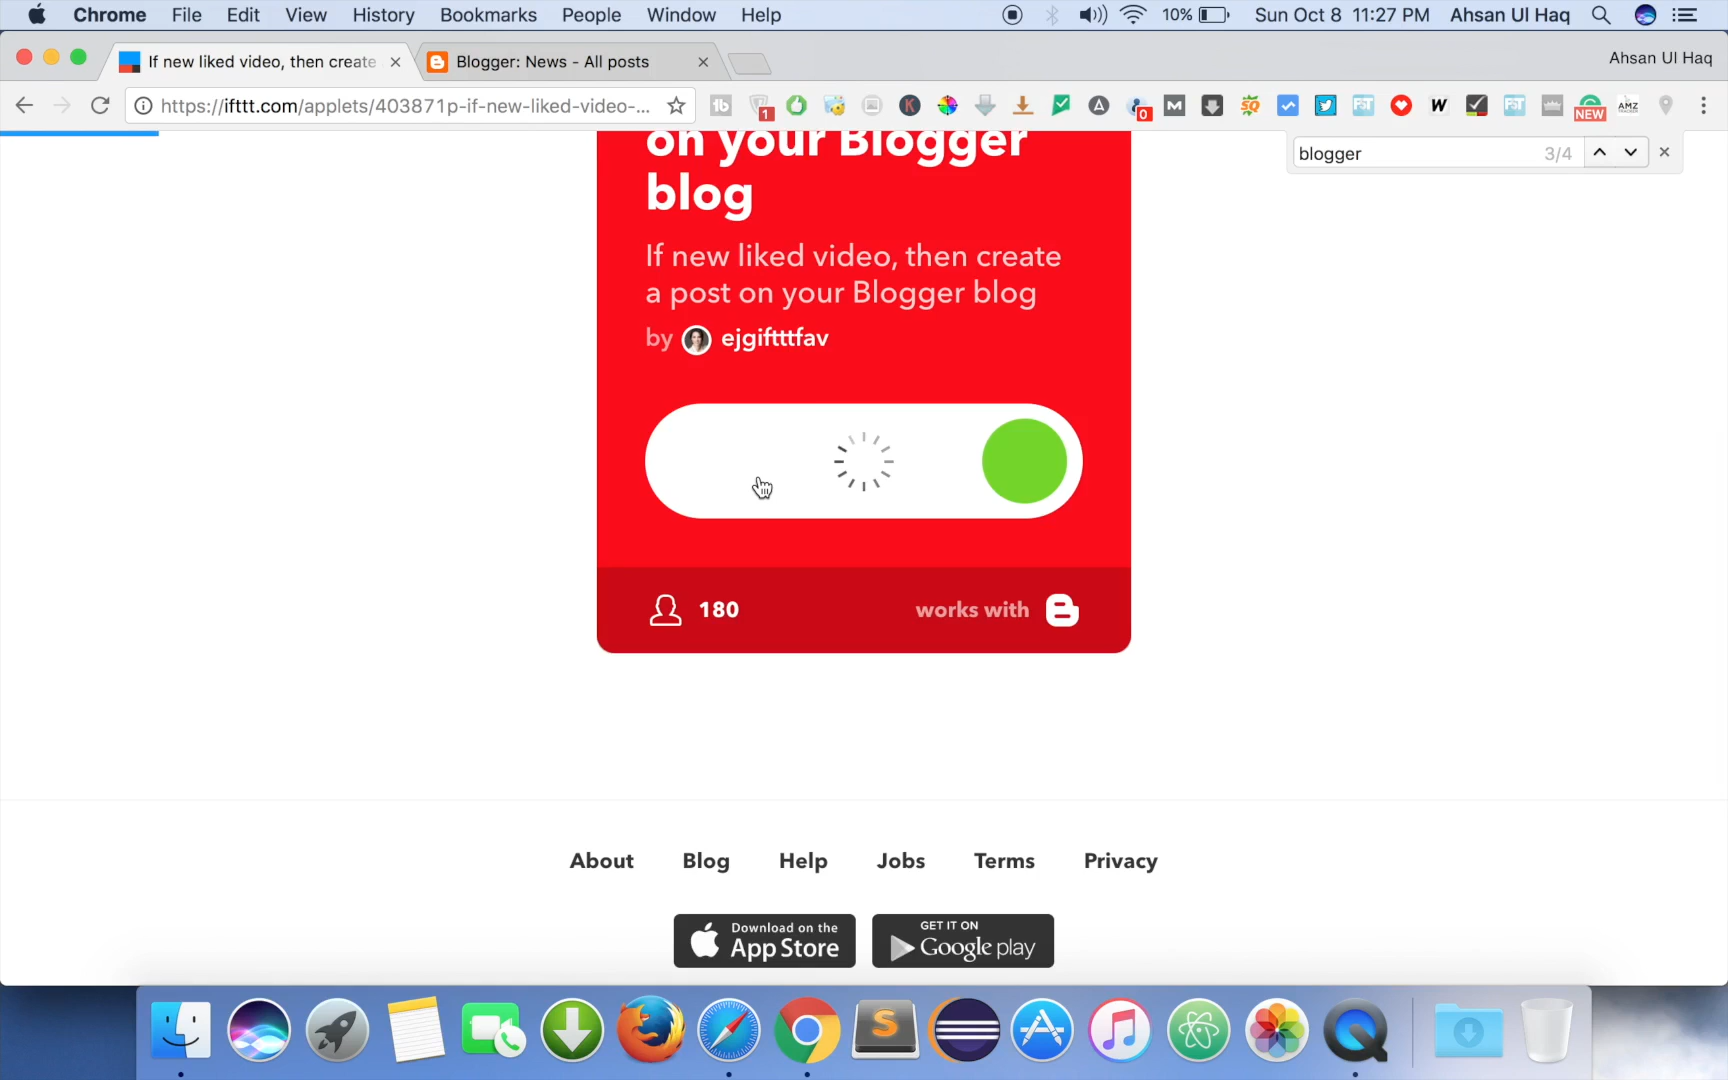 Chrome File Edit View History Bookmarks People Window Help 10% Sun Oct 8 11:27 PM Ahsan Ul Haq
If new liked video, then create Blogger: News - All posts Ahsan Ul Haq
https://ifttt.com/applets/403871p-if-new-liked-video-... 1 0 NEW AMZ
blogger 3/4
on your Blogger
blog
If new liked video, then create
a post on your Blogger blog
by ejgiftttfav
180 works with
About Blog Help Jobs Terms Privacy
Download on the App Store
GET IT ON Google play